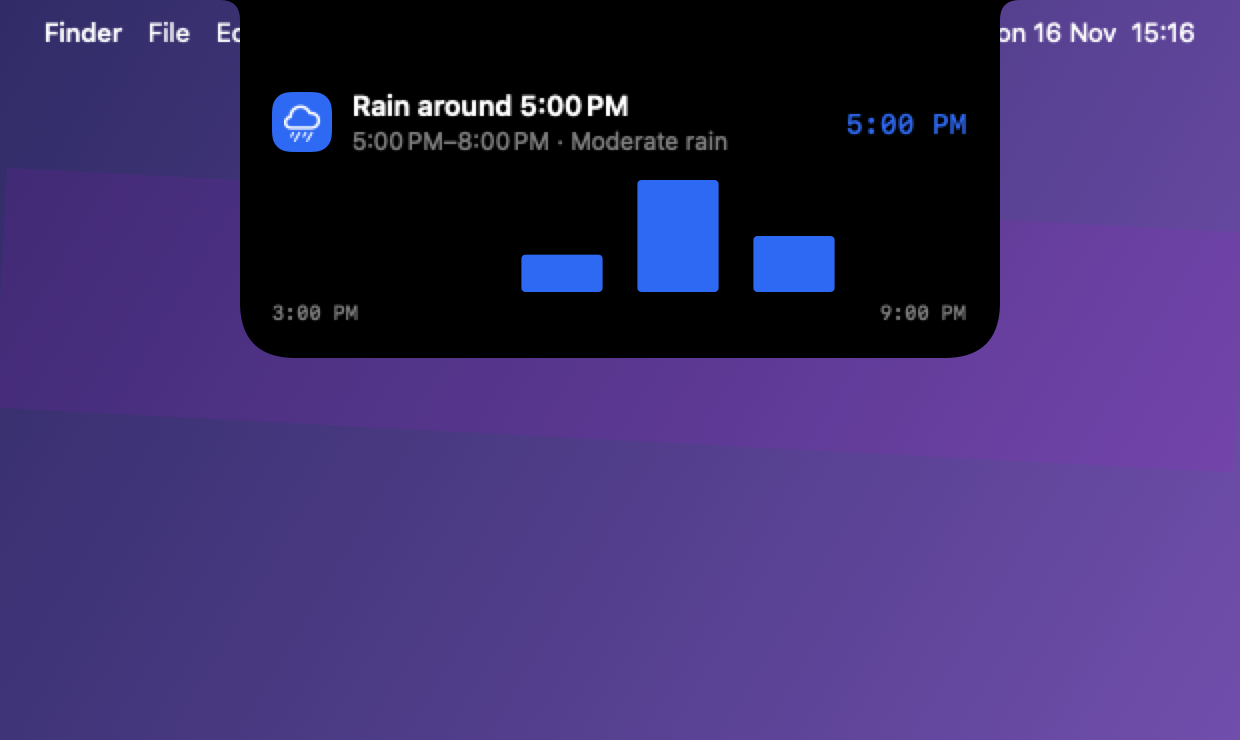 Finder File
16 Nov 15:16
Rain around 5:00 PM
5:00 PM–8:00 PM · Moderate rain
5:00 PM
3:00 PM
9:00 PM